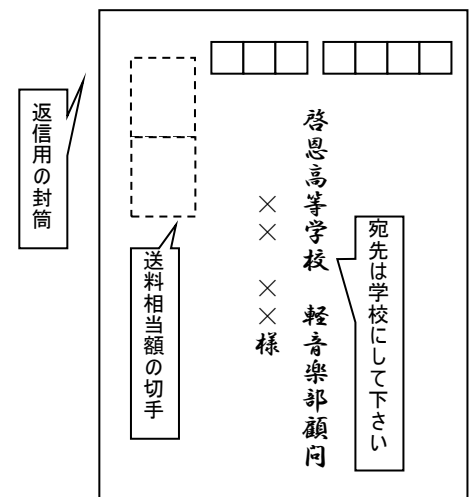 宛先は学校にして下さい
啓恩高等学校　軽音楽部顧問
××　××様
送料相当額の切手
返信用の封筒